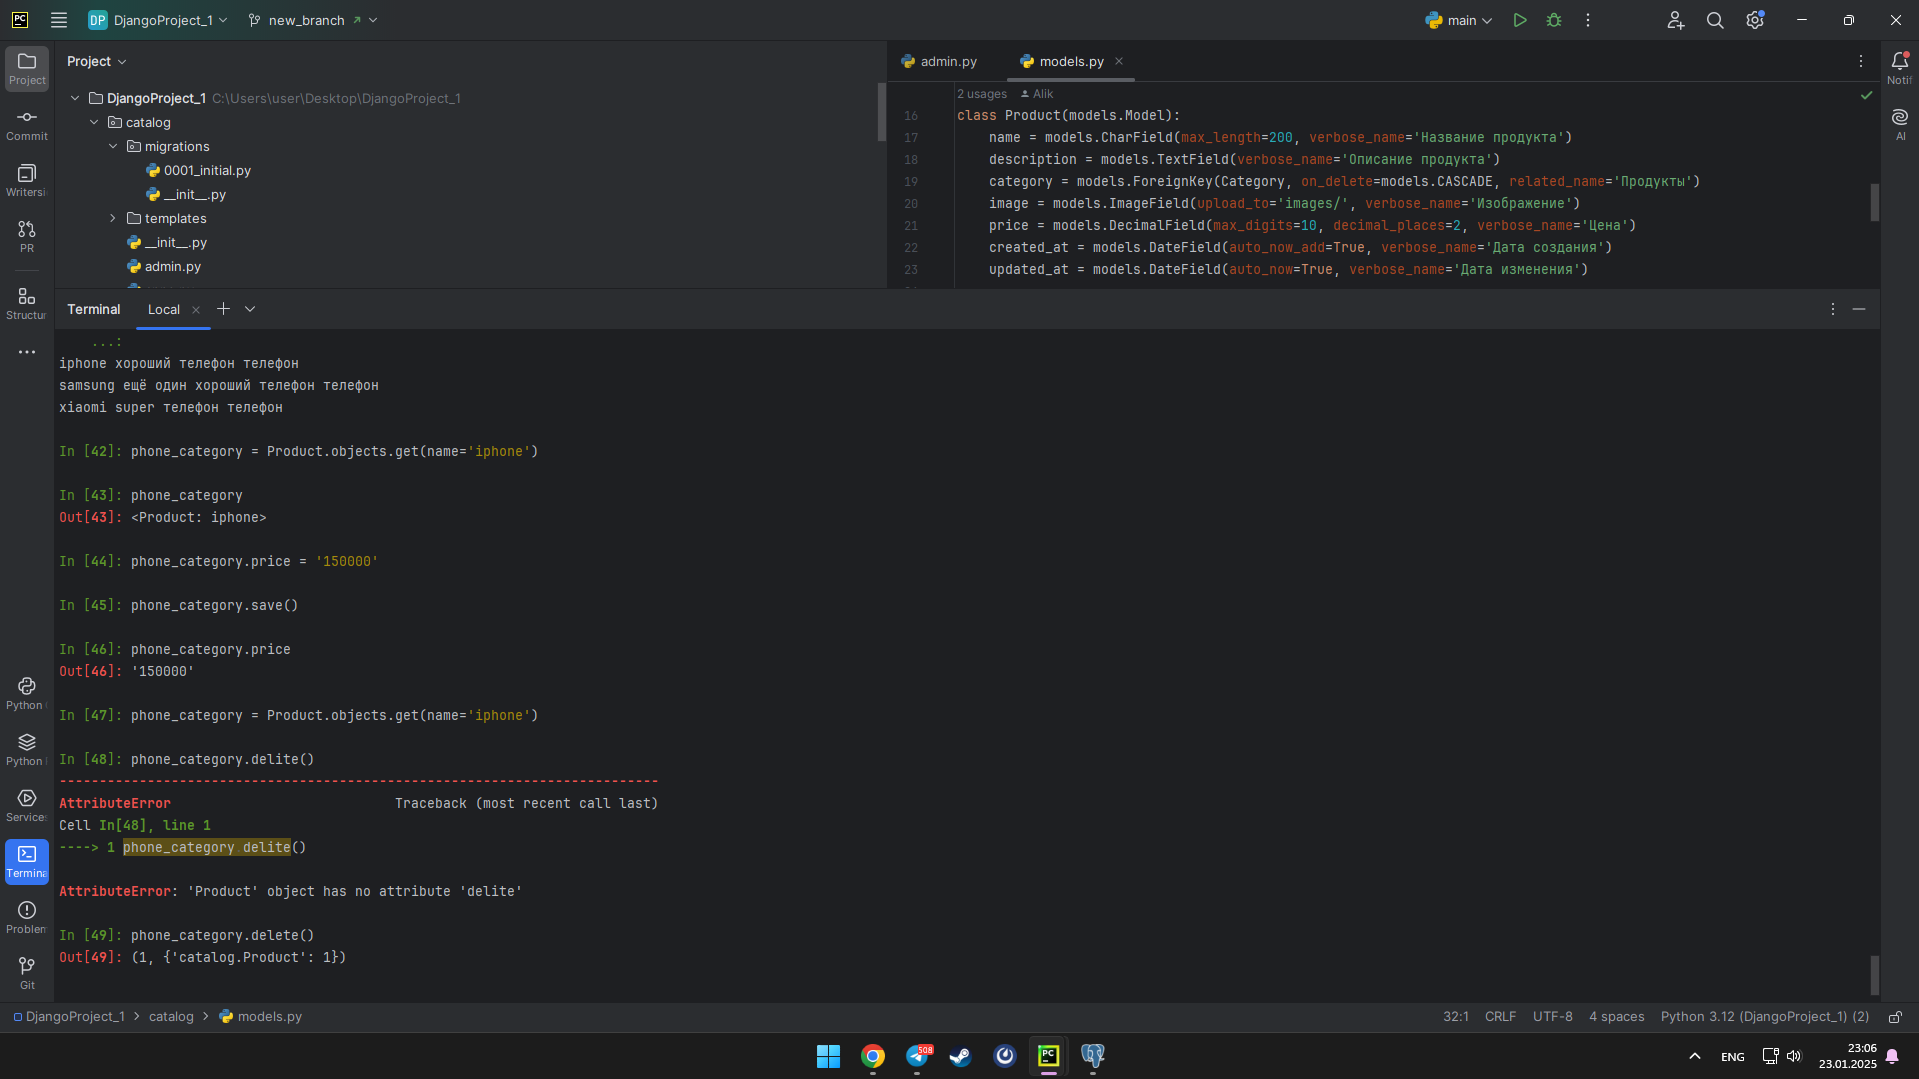 DP DjangoProject_1 new_branch main
Project
Project
DjangoProject_1 C:\Users\user\Desktop\DjangoProject_1
catalog
migrations
0001_initial.py
__init__.py
templates
__init__.py
admin.py
admin.py models.py
2 usages Alik
16 class Product(models.Model):
17 name = models.CharField(max_length=200, verbose_name='Название продукта')
18 description = models.TextField(verbose_name='Описание продукта')
19 category = models.ForeignKey(Category, on_delete=models.CASCADE, related_name='Продукты')
20 image = models.ImageField(upload_to='images/', verbose_name='Изображение')
21 price = models.DecimalField(max_digits=10, decimal_places=2, verbose_name='Цена')
22 created_at = models.DateField(auto_now_add=True, verbose_name='Дата создания')
23 updated_at = models.DateField(auto_now=True, verbose_name='Дата изменения')
Notif
AI
Commit
Writersi
PR
Structur
Python
Python
Service
Termina
Problem
Git
Terminal Local
...:
iphone хороший телефон телефон
samsung ещё один хороший телефон телефон
xiaomi super телефон телефон
In [42]: phone_category = Product.objects.get(name='iphone')
In [43]: phone_category
Out[43]: <Product: iphone>
In [44]: phone_category.price = '150000'
In [45]: phone_category.save()
In [46]: phone_category.price
Out[46]: '150000'
In [47]: phone_category = Product.objects.get(name='iphone')
In [48]: phone_category.delite()
---------------------------------------------------------------------------
AttributeError Traceback (most recent call last)
Cell In[48], line 1
----> 1 phone_category.delite()
AttributeError: 'Product' object has no attribute 'delite'
In [49]: phone_category.delete()
Out[49]: (1, {'catalog.Product': 1})
DjangoProject_1 > catalog > models.py
32:1 CRLF UTF-8 4 spaces Python 3.12 (DjangoProject_1) (2)
508
PC
ENG
23:06
23.01.2025